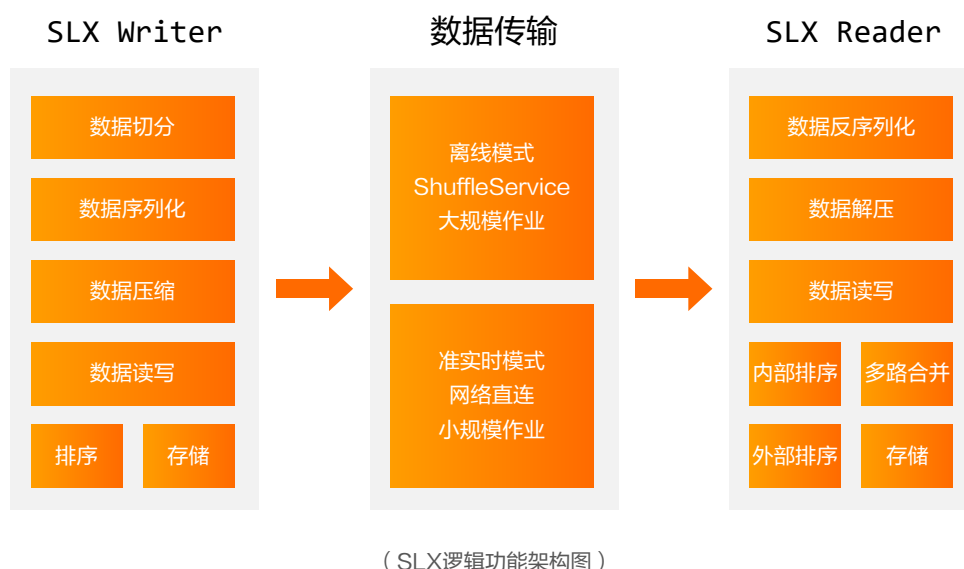 SLX Writer
数据切分
数据序列化
数据压缩
数据读写
排序
存储
数据传输
离线模式
ShuffleService
大规模作业
准实时模式
网络直连
小规模作业
SLX Reader
数据反序列化
数据解压
数据读写
内部排序
多路合并
外部排序
存储
（SLX逻辑功能架构图）